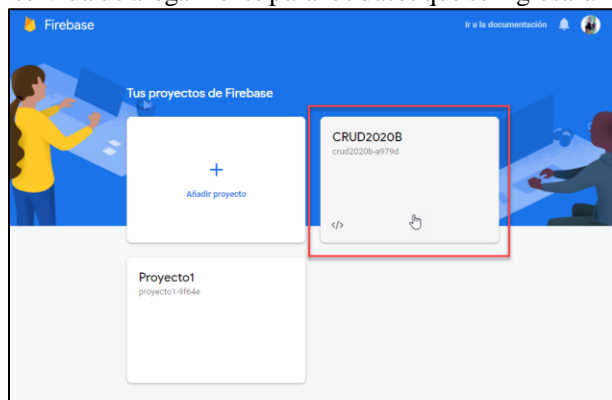 Firebase
Ir a la documentación
Tus proyectos de Firebase
Añadir proyecto
CRUD2020B
crud2020b-a979d
</>
Proyecto1
proyecto1-9f64e